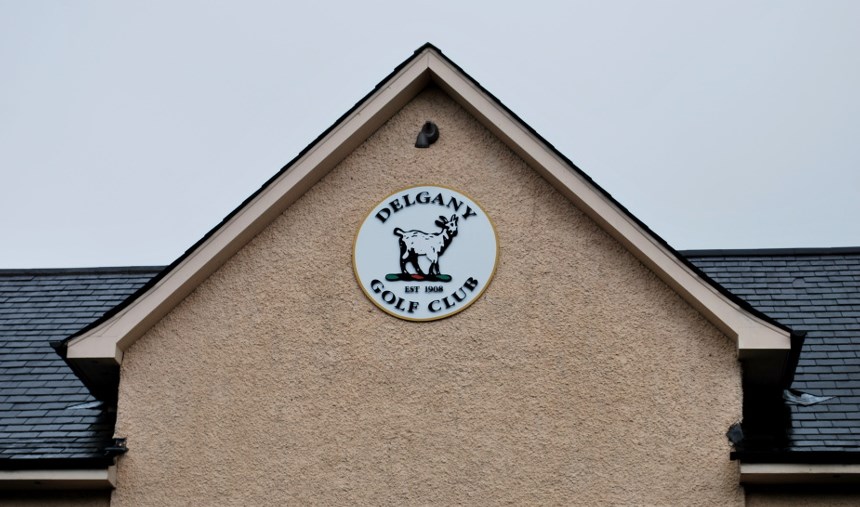 DELGANY
EST 1908
GOLF CLUB